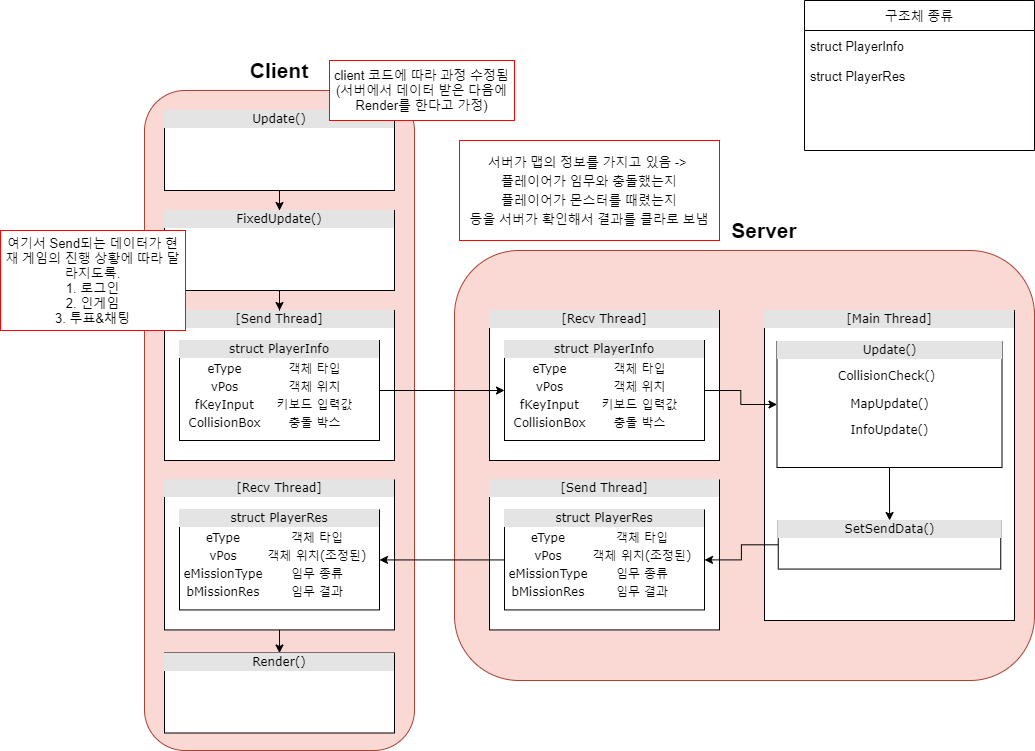 구조체 종류
struct PlayerInfo
struct PlayerRes
Client
client 코드에 따라 과정 수정됨
(서버에서 데이터 받은 다음에
Render를 한다고 가정)
Update()
FixedUpdate()
여기서 Send되는 데이터가 현
재 게임의 진행 상황에 따라 달
라지도록.
1. 로그인
2. 인게임
3. 투표&채팅
[Send Thread]
struct PlayerInfo
eType 객체 타입
vPos 객체 위치
fKeyInput 키보드 입력값
CollisionBox 충돌 박스
[Recv Thread]
struct PlayerRes
eType 객체 타입
vPos 객체 위치(조정된)
eMissionType 임무 종류
bMissionRes 임무 결과
Render()
서버가 맵의 정보를 가지고 있음 ->
플레이어가 임무와 충돌했는지
플레이어가 몬스터를 때렸는지
등을 서버가 확인해서 결과를 클라로 보냄
Server
[Recv Thread]
struct PlayerInfo
eType 객체 타입
vPos 객체 위치
fKeyInput 키보드 입력값
CollisionBox 충돌 박스
[Send Thread]
struct PlayerRes
eType 객체 타입
vPos 객체 위치(조정된)
eMissionType 임무 종류
bMissionRes 임무 결과
[Main Thread]
Update()
CollisionCheck()
MapUpdate()
InfoUpdate()
SetSendData()